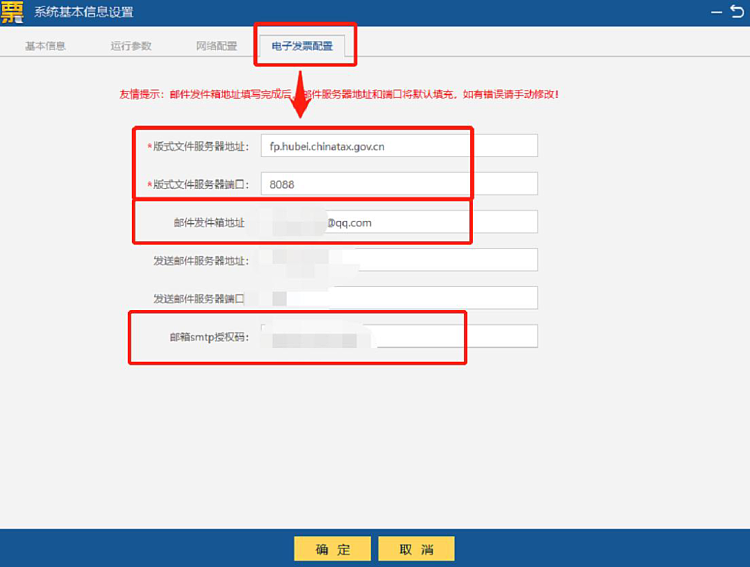 票
系统基本信息设置
基本信息 运行参数 网络配置 电子发票配置
友情提示：邮件发件箱地址填写完成后，邮件服务器地址和端口将默认填充，如有错误请手动修改！
*版式文件服务器地址： fp.hubei.chinatax.gov.cn
*版式文件服务器端口： 8088
邮件发件箱地址 @qq.com
发送邮件服务器地址：
发送邮件服务器端口
邮箱smtp授权码：
确 定 取 消